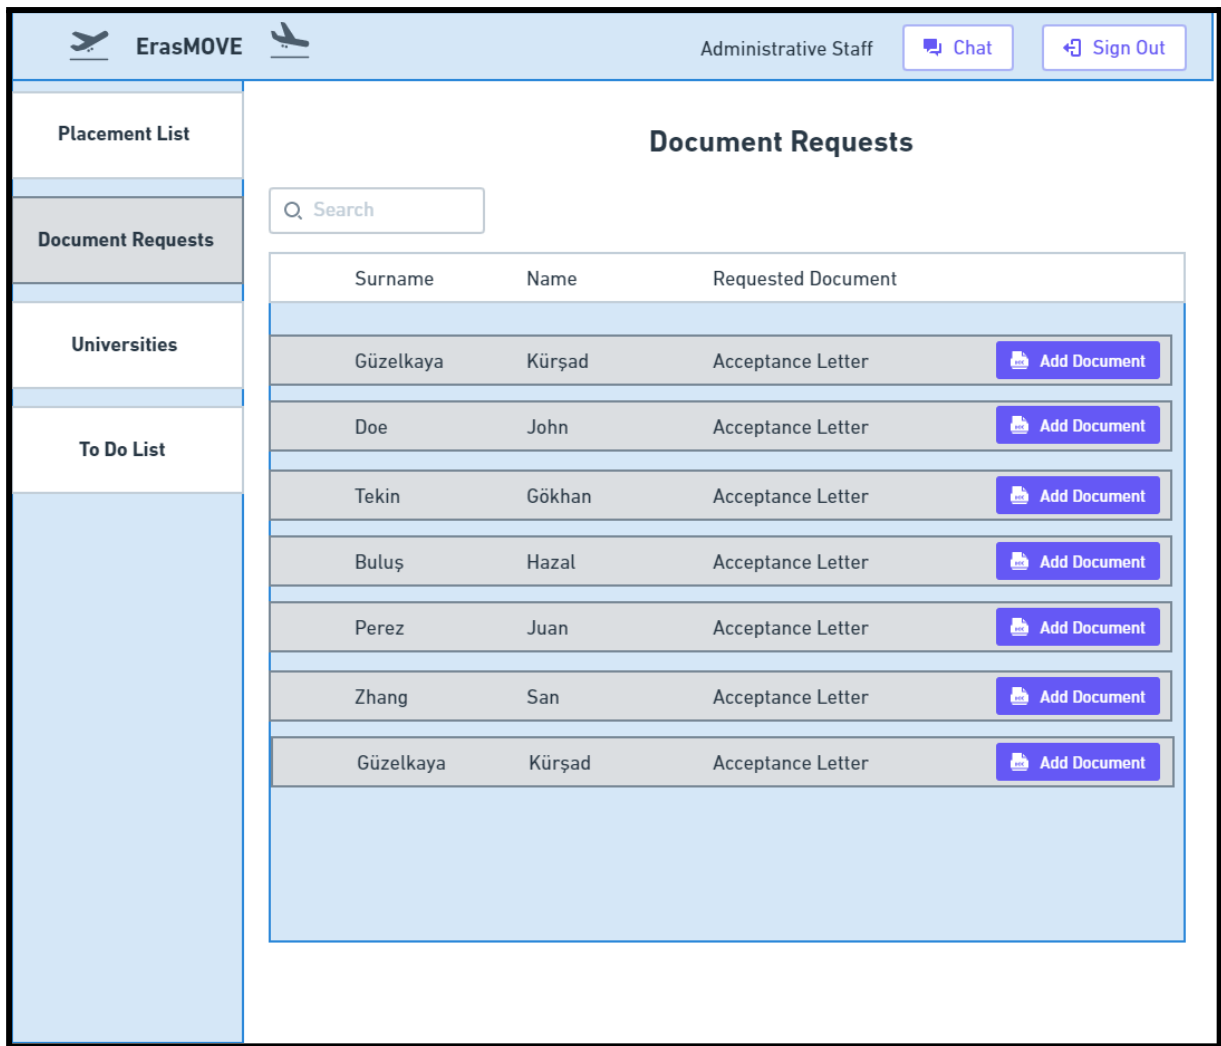 ErasMOVE Administrative Staff Chat Sign Out
Placement List
Document Requests
Universities
To Do List
Document Requests
Search
Surname Name Requested Document
Güzelkaya Kürşad Acceptance Letter Add Document
Doe John Acceptance Letter Add Document
Tekin Gökhan Acceptance Letter Add Document
Buluş Hazal Acceptance Letter Add Document
Perez Juan Acceptance Letter Add Document
Zhang San Acceptance Letter Add Document
Güzelkaya Kürşad Acceptance Letter Add Document